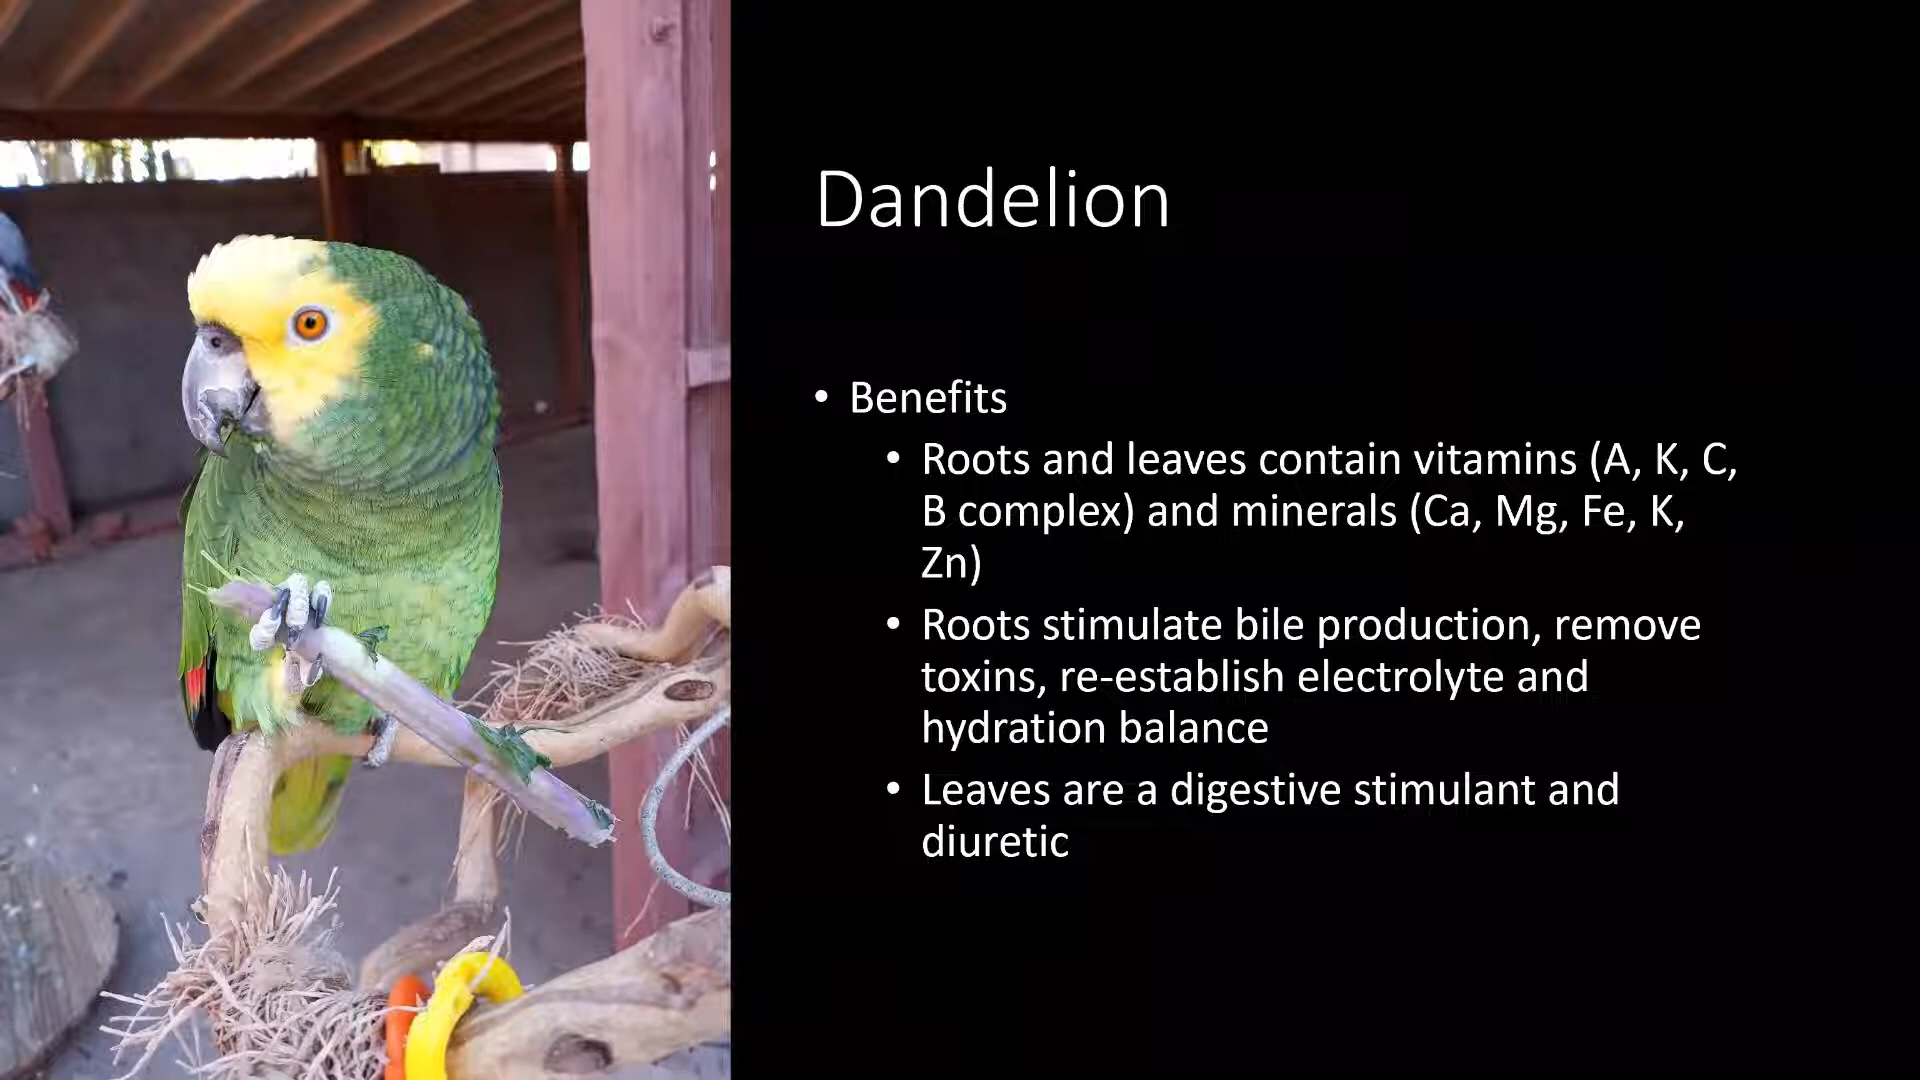 Dandelion
• Benefits
• Roots and leaves contain vitamins (A, K, C,
B complex) and minerals (Ca, Mg, Fe, K,
Zn)
• Roots stimulate bile production, remove
toxins, re-establish electrolyte and
hydration balance
• Leaves are a digestive stimulant and
diuretic